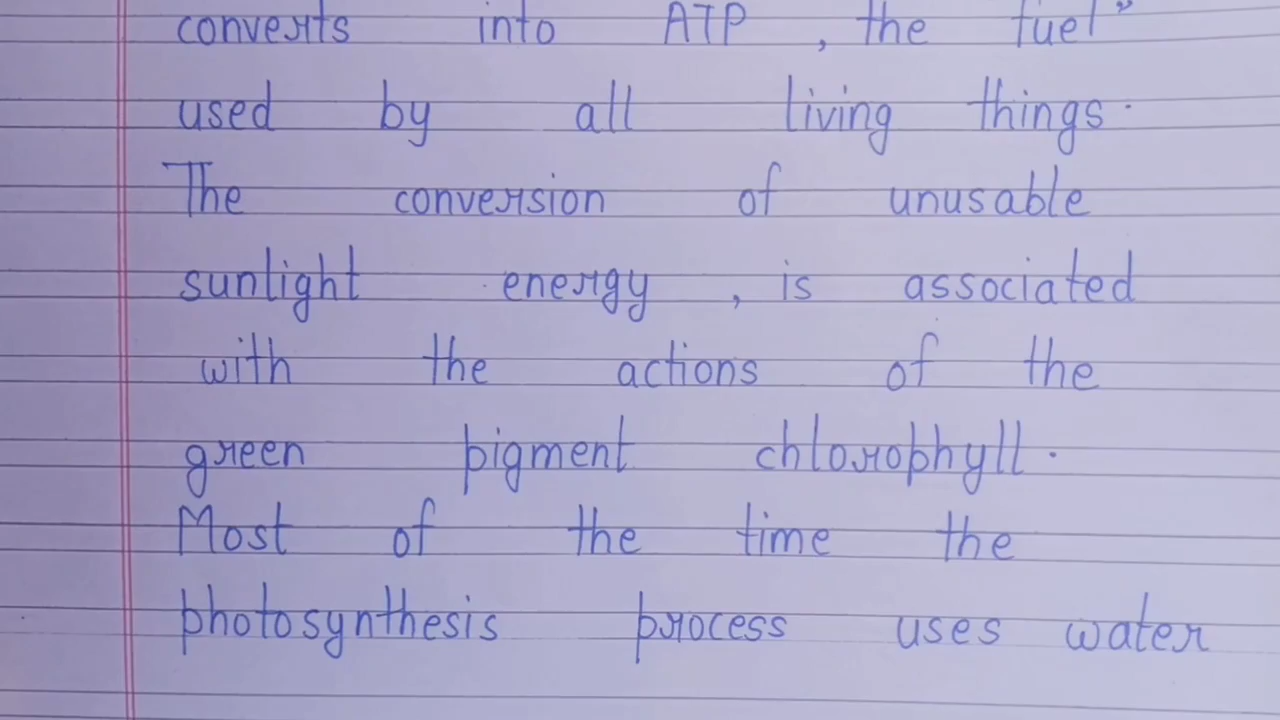 converts into ATP , the fuel"
used by all living things.
The conversion of unusable
sunlight energy , is associated
with the actions of the
green pigment chlorophyll.
Most of the time the
photosynthesis process uses water